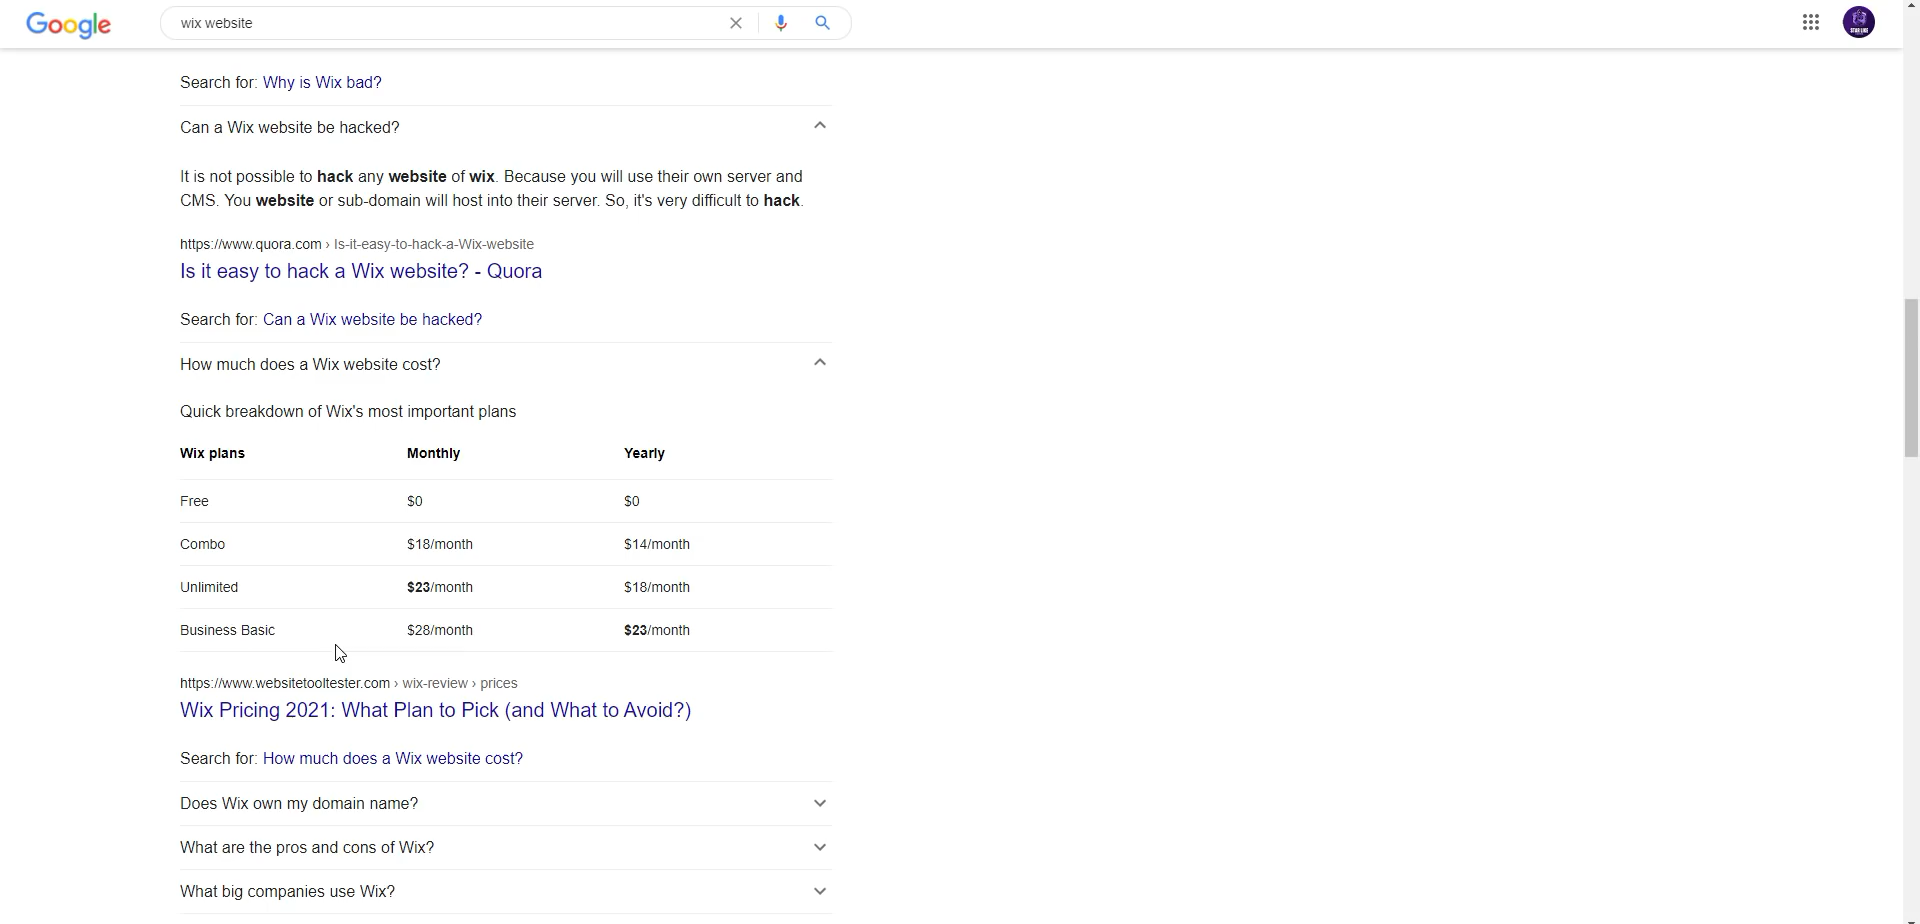 Google
wix website
Search for: Why is Wix bad?
Can a Wix website be hacked?
It is not possible to hack any website of wix. Because you will use their own server and
CMS. You website or sub-domain will host into their server. So, it's very difficult to hack.
https://www.quora.com › Is-it-easy-to-hack-a-Wix-website
Is it easy to hack a Wix website? - Quora
Search for: Can a Wix website be hacked?
How much does a Wix website cost?
Quick breakdown of Wix's most important plans
Wix plans Monthly Yearly
Free $0 $0
Combo $18/month $14/month
Unlimited $23/month $18/month
Business Basic $28/month $23/month
https://www.websitetooltester.com › wix-review › prices
Wix Pricing 2021: What Plan to Pick (and What to Avoid?)
Search for: How much does a Wix website cost?
Does Wix own my domain name?
What are the pros and cons of Wix?
What big companies use Wix?